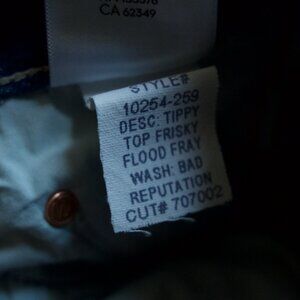 CA 62349
STYLE#
10254-259
DESC: TIPPY
TOP FRISKY
FLOOD FRAY
WASH: BAD
REPUTATION
CUT# 707002